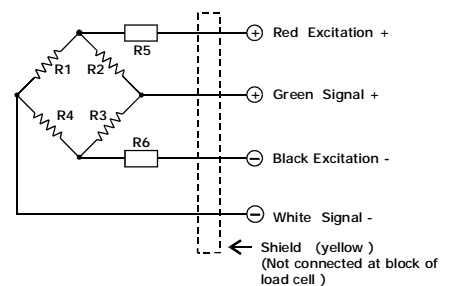 R5
Red Excitation +
R1
R2
Green Signal +
R4
R3
R6
Black Excitation -
White Signal -
Shield (yellow )
(Not connected at block of
load cell )